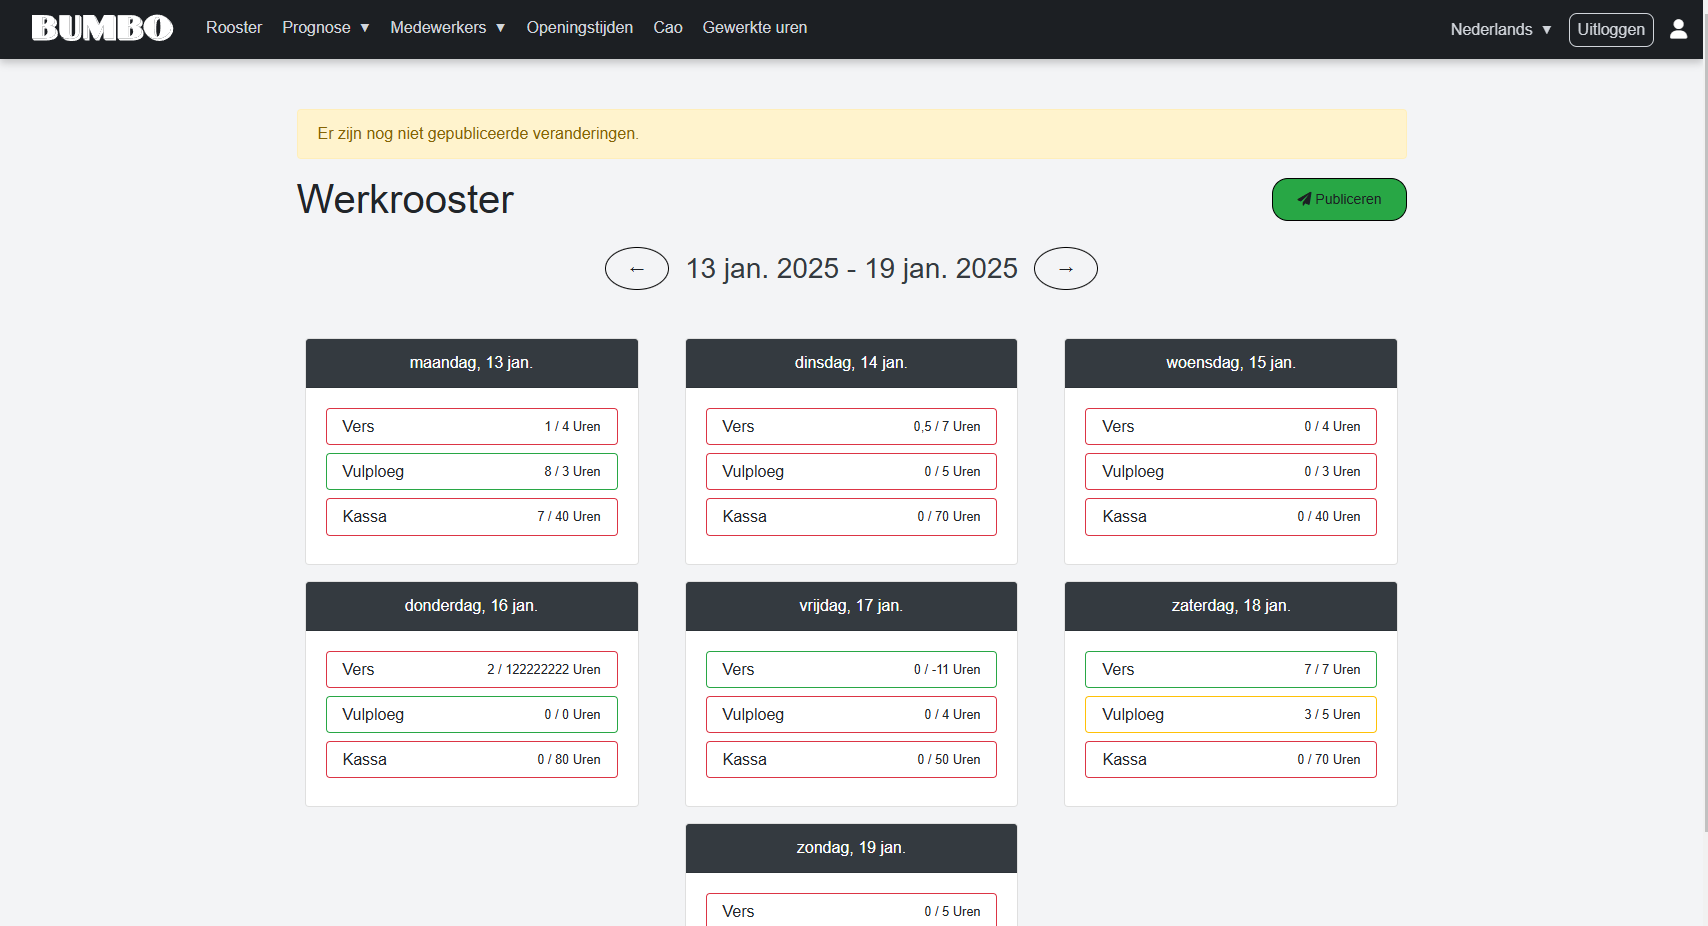 BUMBO Rooster Prognose ▼ Medewerkers ▼ Openingstijden Cao Gewerkte uren Nederlands ▼ Uitloggen
Er zijn nog niet gepubliceerde veranderingen.
Werkrooster
Publiceren
← 13 jan. 2025 - 19 jan. 2025 →
maandag, 13 jan.
Vers 1 / 4 Uren
Vulploeg 8 / 3 Uren
Kassa 7 / 40 Uren
dinsdag, 14 jan.
Vers 0,5 / 7 Uren
Vulploeg 0 / 5 Uren
Kassa 0 / 70 Uren
woensdag, 15 jan.
Vers 0 / 4 Uren
Vulploeg 0 / 3 Uren
Kassa 0 / 40 Uren
donderdag, 16 jan.
Vers 2 / 122222222 Uren
Vulploeg 0 / 0 Uren
Kassa 0 / 80 Uren
vrijdag, 17 jan.
Vers 0 / -11 Uren
Vulploeg 0 / 4 Uren
Kassa 0 / 50 Uren
zaterdag, 18 jan.
Vers 7 / 7 Uren
Vulploeg 3 / 5 Uren
Kassa 0 / 70 Uren
zondag, 19 jan.
Vers 0 / 5 Uren